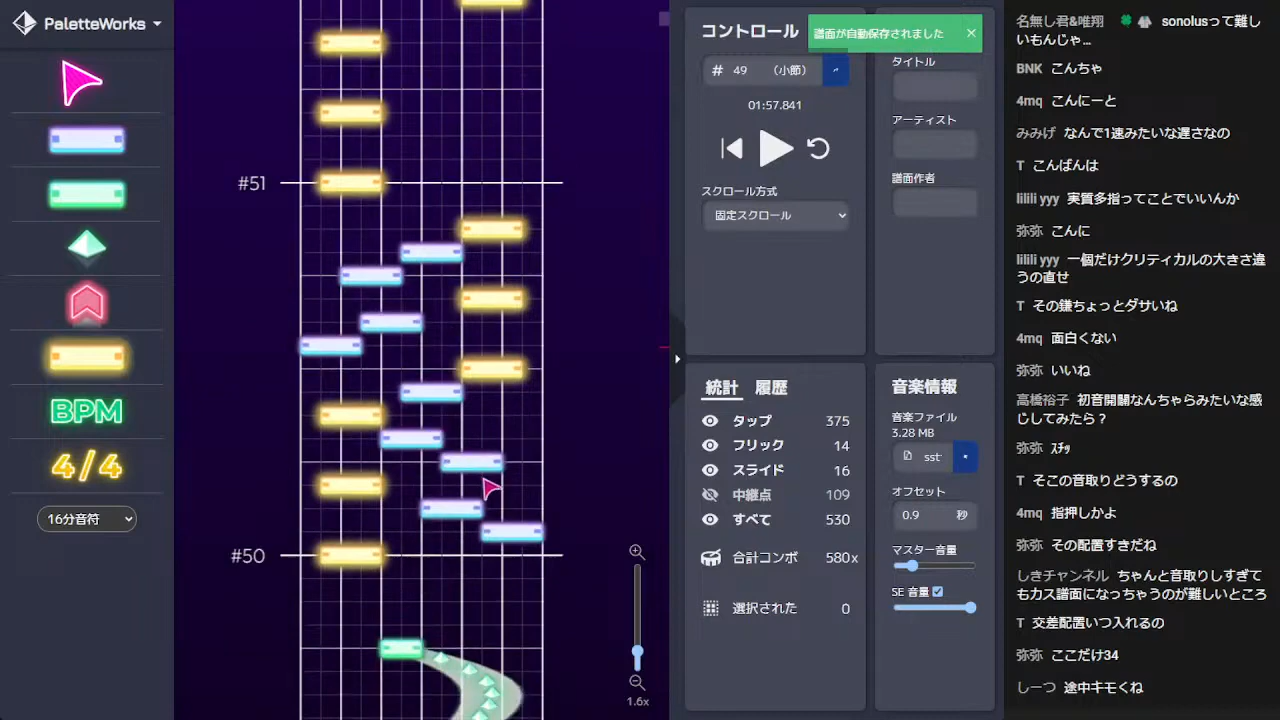 PaletteWorks
BPM
4/4
16分音符
#51
#50
1.6x
コントロール
譜面が自動保存されました
# 49 (小節)
01:57.841
スクロール方式
固定スクロール
タイトル
アーティスト
譜面作者
統計 履歴
タップ 375
フリック 14
スライド 16
中継点 109
すべて 530
合計コンボ 580x
選択された 0
音楽情報
音楽ファイル
3.28 MB
sst
オフセット
0.9 秒
マスター音量
SE 音量
名無し君&唯翔 sonolusって難し
いもんじゃ...
BNK こんちゃ
4mq こんにーと
みみげ なんで1速みたいな遅さなの
T こんばんは
lilili yyy 実質多指ってことでいいんか
弥弥 こんに
lilili yyy 一個だけクリティカルの大きさ違
うの直せ
T その鎌ちょっとダサいね
4mq 面白くない
弥弥 いいね
高橋裕子 初音開闢なんちゃらみたいな感
じしてみたら？
弥弥 ｽﾁｯ
T そこの音取りどうするの
4mq 指押しかよ
弥弥 その配置すきだね
しきチャンネル ちゃんと音取りしすぎて
もカス譜面になっちゃうのが難しいところ
T 交差配置いつ入れるの
弥弥 ここだけ34
しーつ 途中キモくね